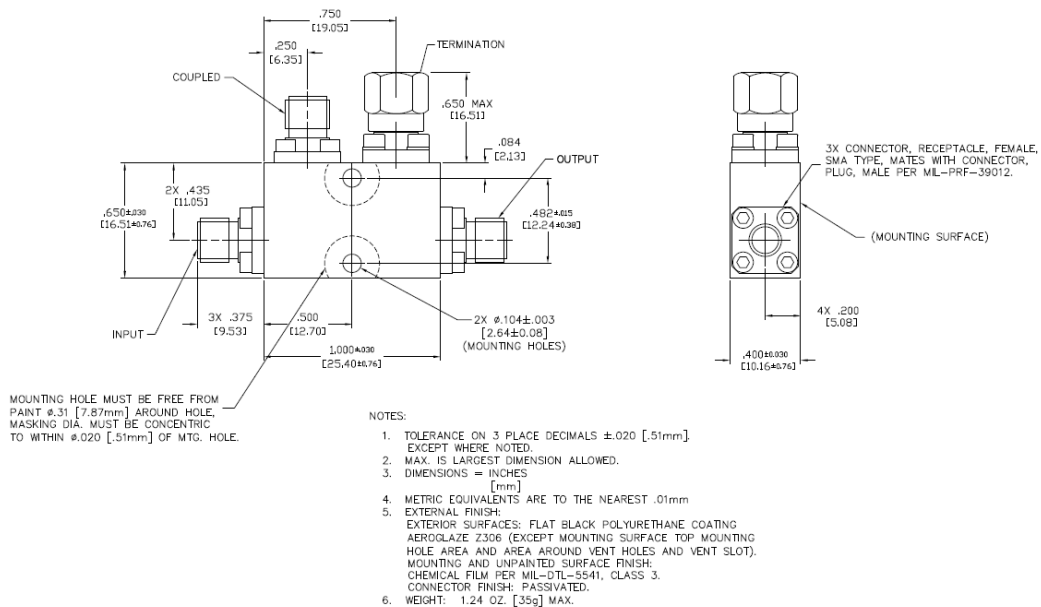 .750
[19.05]
.250
[6.35]
TERMINATION
COUPLED
.650 MAX
[16.51]
.084
[2.13]
OUTPUT
2X .435
[11.05]
.650±.030
[16.51±0.76]
.482±.015
[12.24±0.38]
3X CONNECTOR, RECEPTACLE, FEMALE,
SMA TYPE, MATES WITH CONNECTOR,
PLUG, MALE PER MIL-PRF-39012.
(MOUNTING SURFACE)
INPUT
3X .375
[9.53]
.500
[12.70]
2X ø.104±.003
[2.64±0.08]
(MOUNTING HOLES)
4X .200
[5.08]
1.000±.030
[25.40±0.76]
.400±0.030
[10.16±0.76]
MOUNTING HOLE MUST BE FREE FROM
PAINT ø.31 [7.87mm] AROUND HOLE,
MASKING DIA. MUST BE CONCENTRIC
TO WITHIN ø.020 [.51mm] OF MTG. HOLE.
NOTES:
1. TOLERANCE ON 3 PLACE DECIMALS ±.020 [.51mm].
EXCEPT WHERE NOTED.
2. MAX. IS LARGEST DIMENSION ALLOWED.
3. DIMENSIONS = INCHES
[mm]
4. METRIC EQUIVALENTS ARE TO THE NEAREST .01mm
5. EXTERNAL FINISH:
EXTERIOR SURFACES: FLAT BLACK POLYURETHANE COATING
AEROGLAZE Z306 (EXCEPT MOUNTING SURFACE TOP MOUNTING
HOLE AREA AND AREA AROUND VENT HOLES AND VENT SLOT).
MOUNTING AND UNPAINTED SURFACE FINISH:
CHEMICAL FILM PER MIL-DTL-5541, CLASS 3.
CONNECTOR FINISH: PASSIVATED.
6. WEIGHT: 1.24 OZ. [35g] MAX.